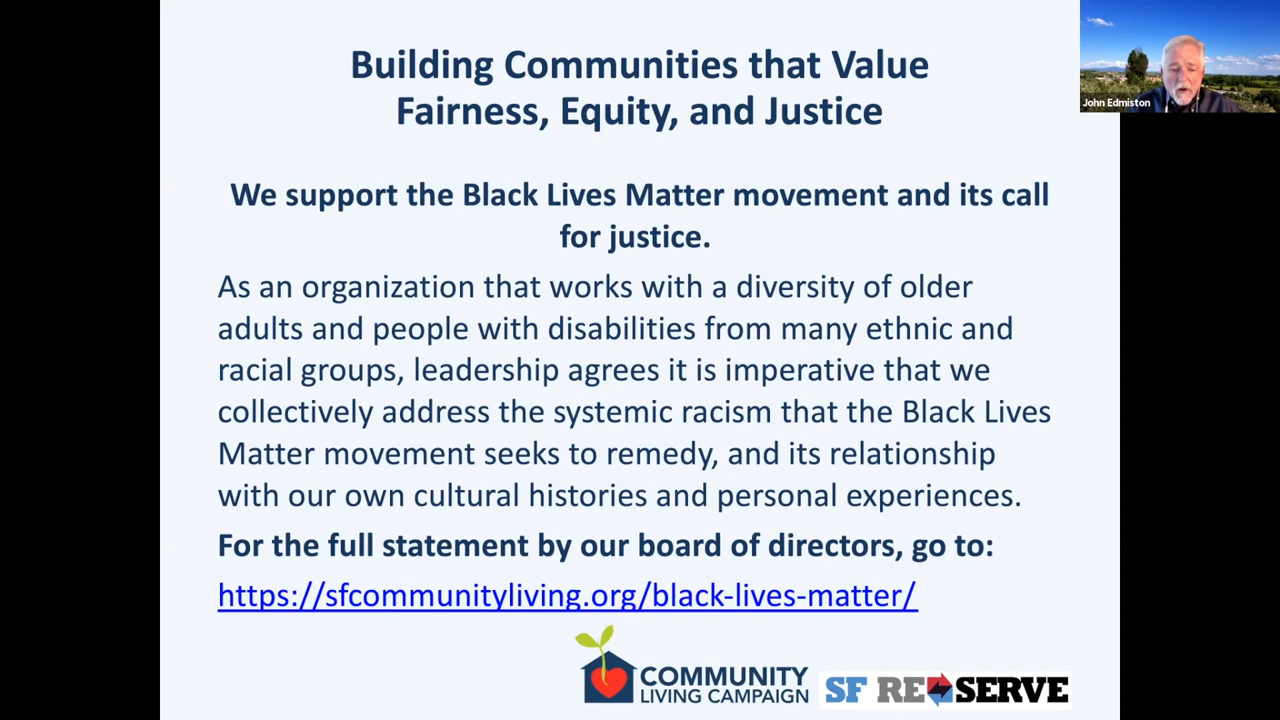 Building Communities that Value
Fairness, Equity, and Justice
John Edmiston
We support the Black Lives Matter movement and its call
for justice.
As an organization that works with a diversity of older
adults and people with disabilities from many ethnic and
racial groups, leadership agrees it is imperative that we
collectively address the systemic racism that the Black Lives
Matter movement seeks to remedy, and its relationship
with our own cultural histories and personal experiences.
For the full statement by our board of directors, go to:
https://sfcommunityliving.org/black-lives-matter/
COMMUNITY
LIVING CAMPAIGN
SF RE SERVE